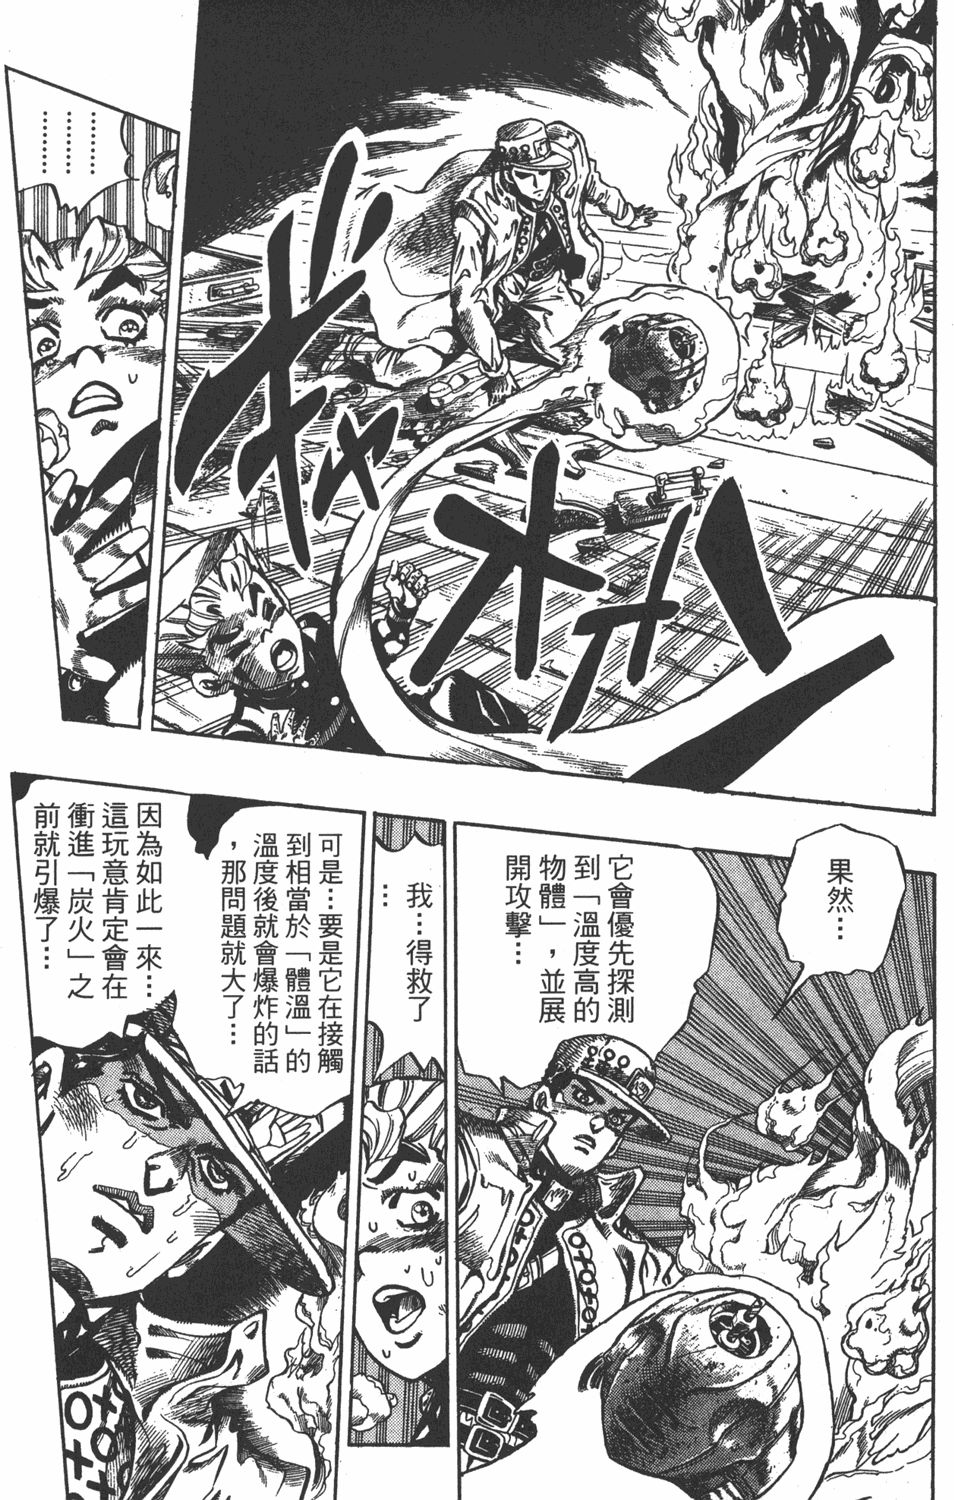 ギャ
オォハ
………
………
………
果然…
它會優先探測
到「溫度高的
物體」，並展
開攻擊…
我…得救了
…
可是…要是它在接觸
到相當於「體溫」的
溫度後就會爆炸的話
，那問題就大了…
因為如此一來…
這玩意肯定會在
衝進「炭火」之
前就引爆了…